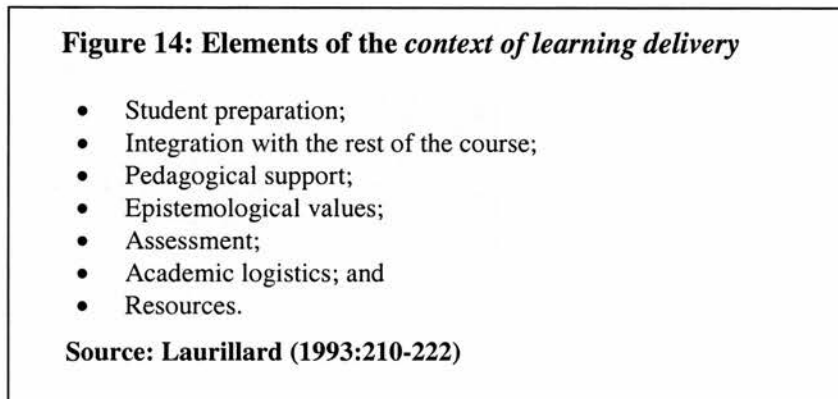 Figure 14: Elements of the context of learning delivery
• Student preparation;
• Integration with the rest of the course;
• Pedagogical support;
• Epistemological values;
• Assessment;
• Academic logistics; and
• Resources.
Source: Laurillard (1993:210-222)